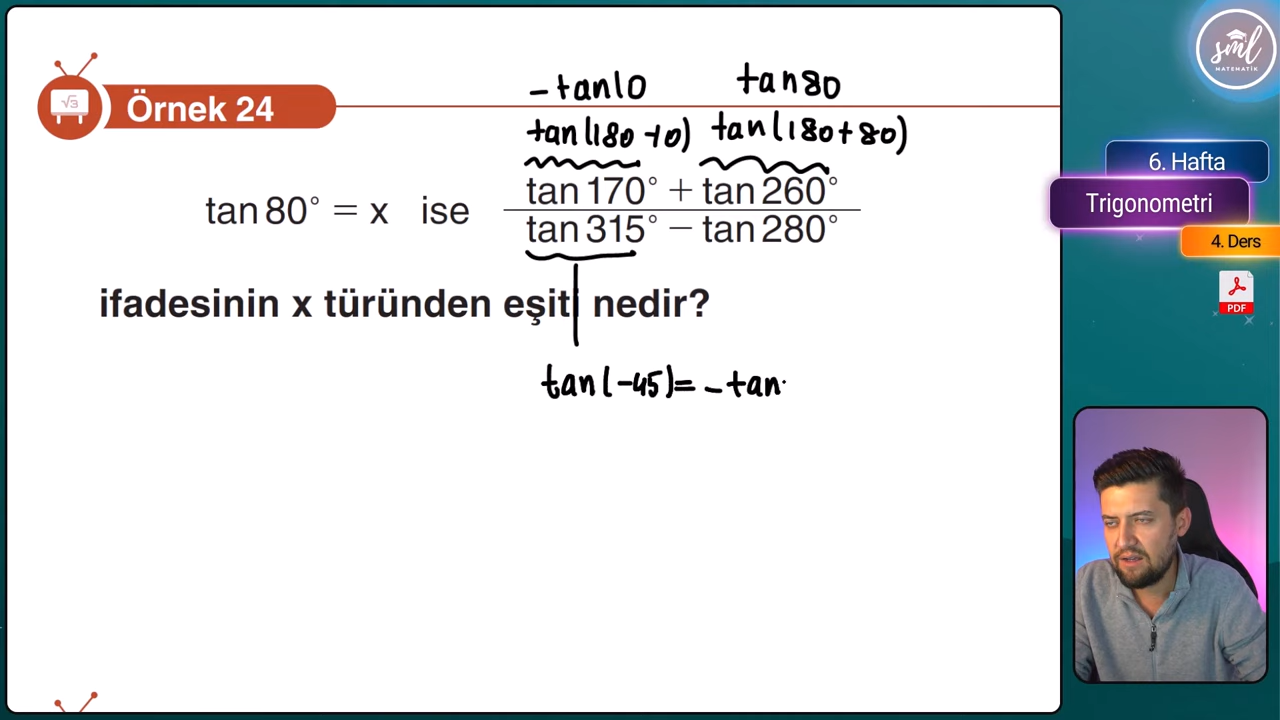 sml
MATEMATİK
-tan10 tan80
√3
Örnek 24
tan(180-10) tan(180+80)
6. Hafta
tan 170° + tan 260°
Trigonometri
tan 80° = x ise
tan 315° − tan 280°
4. Ders
PDF
ifadesinin x türünden eşiti nedir?
tan(-45)= -tan